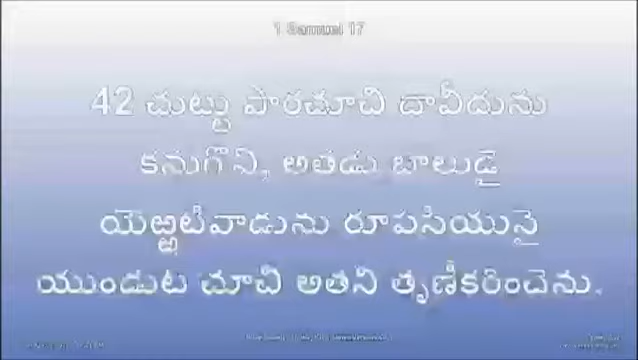 1 Samuel 17
42 చుట్టు పారచూచి దావీదును
కనుగొని, అతడు బాలుడై
యెఱ్ఱటివాడును రూపసియునై
యుండుట చూచి అతని తృణీకరించెను.